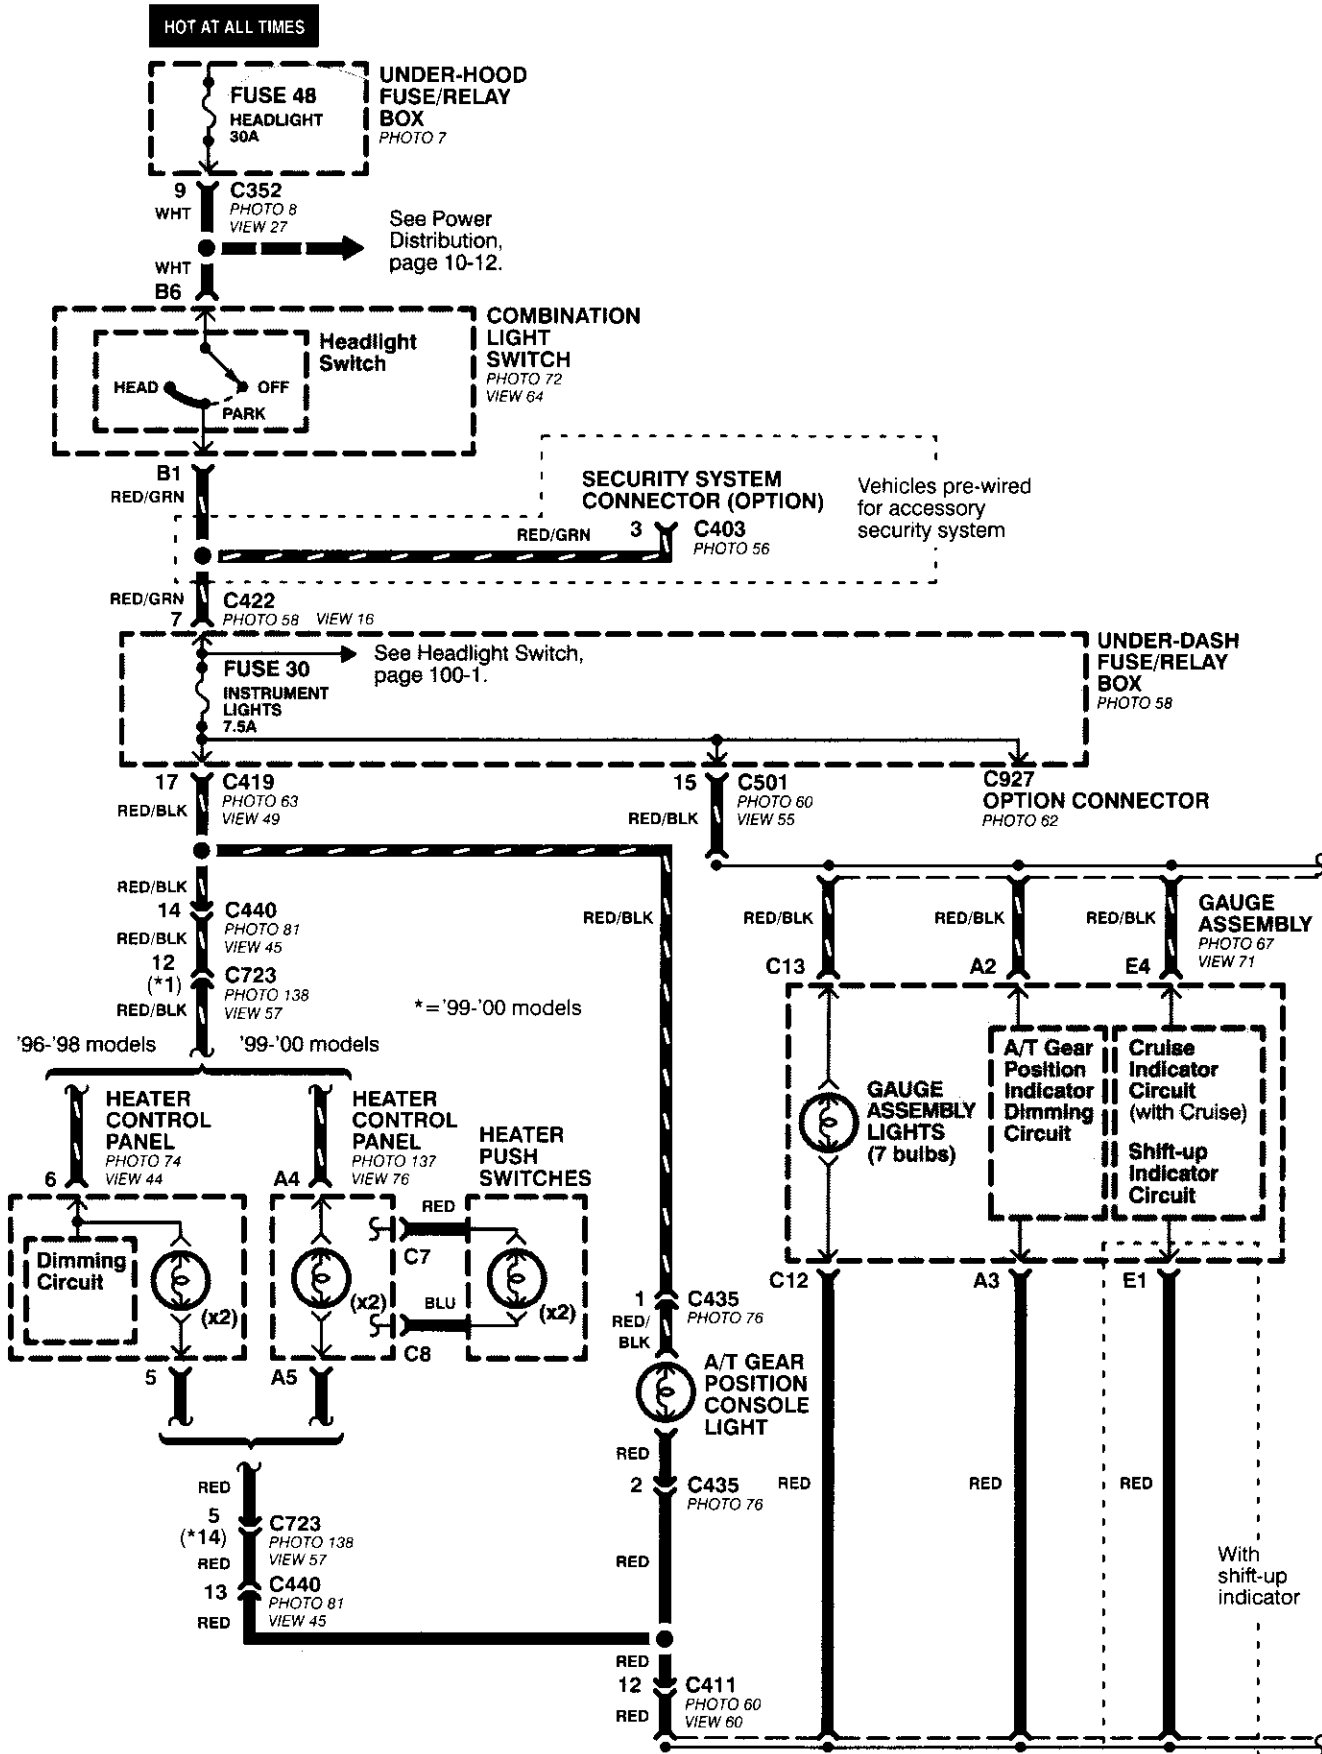 HOT AT ALL TIMES
UNDER-HOOD
FUSE/RELAY
BOX
PHOTO 7
FUSE 48
HEADLIGHT
30A
9
C352
WHT
PHOTO 8
VIEW 27
See Power
Distribution,
page 10-12.
WHT
B6
COMBINATION
LIGHT
SWITCH
PHOTO 72
VIEW 64
Headlight
Switch
HEAD
OFF
PARK
B1
RED/GRN
SECURITY SYSTEM
CONNECTOR (OPTION)
Vehicles pre-wired
for accessory
security system
RED/GRN
3
C403
PHOTO 56
RED/GRN
7
C422
PHOTO 58 VIEW 16
UNDER-DASH
FUSE/RELAY
BOX
PHOTO 58
See Headlight Switch,
page 100-1.
FUSE 30
INSTRUMENT
LIGHTS
7.5A
17
C419
PHOTO 63
VIEW 49
RED/BLK
15
C501
PHOTO 60
VIEW 55
RED/BLK
C927
OPTION CONNECTOR
PHOTO 62
RED/BLK
14
C440
PHOTO 81
VIEW 45
RED/BLK
12
(*1)
C723
PHOTO 138
VIEW 57
RED/BLK
*='99-'00 models
RED/BLK
RED/BLK
RED/BLK
RED/BLK
GAUGE
ASSEMBLY
PHOTO 67
VIEW 71
C13
A2
E4
'96-'98 models
'99-'00 models
HEATER
CONTROL
PANEL
PHOTO 74
VIEW 44
HEATER
CONTROL
PANEL
PHOTO 137
VIEW 76
HEATER
PUSH
SWITCHES
6
A4
RED
C7
Dimming
Circuit
(x2)
(x2)
(x2)
BLU
C8
5
A5
GAUGE
ASSEMBLY
LIGHTS
(7 bulbs)
A/T Gear
Position
Indicator
Dimming
Circuit
Cruise
Indicator
Circuit
(with Cruise)
Shift-up
Indicator
Circuit
C12
A3
E1
1
C435
PHOTO 76
RED/
BLK
A/T GEAR
POSITION
CONSOLE
LIGHT
RED
2
C435
PHOTO 76
RED
RED
RED
RED
5
(*14)
C723
PHOTO 138
VIEW 57
RED
RED
13
C440
PHOTO 81
VIEW 45
RED
With
shift-up
indicator
RED
12
C411
PHOTO 60
VIEW 60
RED